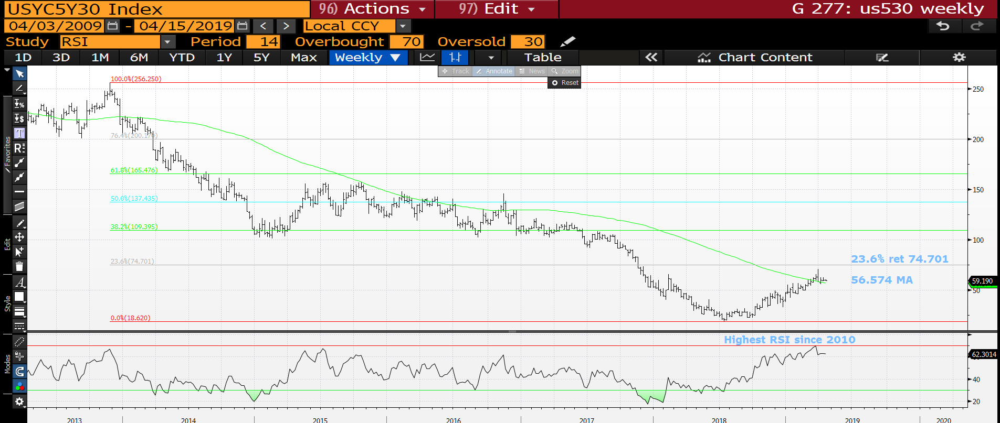 USYC5Y30 Index 96) Actions 97) Edit G 277: us530 weekly
04/03/2009 - 04/15/2019 < > Local CCY
Study RSI Period 14 Overbought 70 Oversold 30
1D 3D 1M 6M YTD 1Y 5Y Max Weekly ▼ Table « Chart Content
Track Annotate News Zoom
Reset
100.0%(256.250)
250
76.4%(200.170)
200
61.8%(165.476)
150
50.0%(137.435)
38.2%(109.395)
100
23.6%(74.701)
23.6% ret 74.701
56.574 MA
59.190
50
0.0%(18.620)
Highest RSI since 2010
62.3014
40
20
2013 2014 2015 2016 2017 2018 2019 2020
Favorites
Edit
Style
Modes
%
$
T
R
A